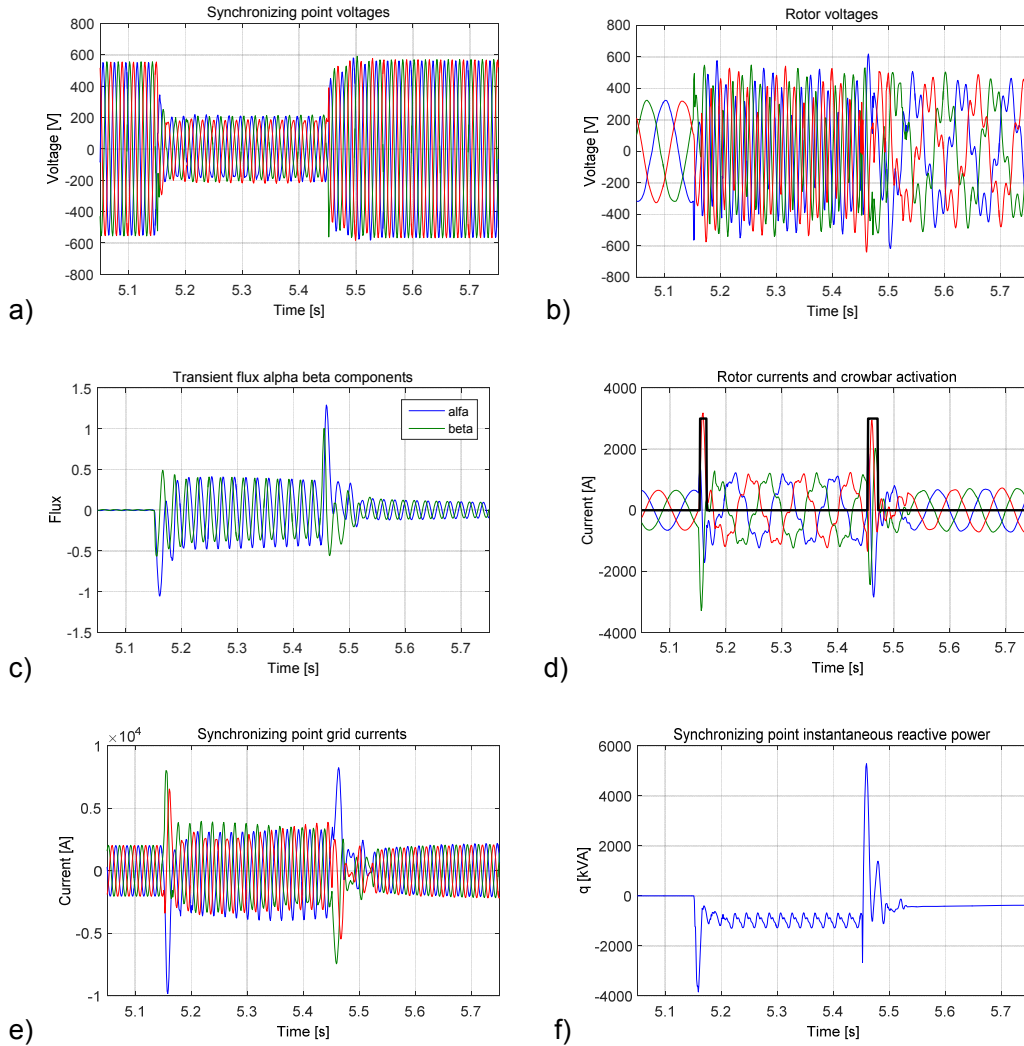 Synchronizing point voltages
800
600
400
200
0
-200
-400
-600
-800
Voltage [V]
5.1 5.2 5.3 5.4 5.5 5.6 5.7
Time [s]
a)
Rotor voltages
800
600
400
200
0
-200
-400
-600
-800
Voltage [V]
5.1 5.2 5.3 5.4 5.5 5.6 5.7
Time [s]
b)
Transient flux alpha beta components
1.5
1
0.5
0
-0.5
-1
-1.5
Flux
alfa
beta
5.1 5.2 5.3 5.4 5.5 5.6 5.7
Time [s]
c)
Rotor currents and crowbar activation
4000
2000
0
-2000
-4000
Current [A]
5.1 5.2 5.3 5.4 5.5 5.6 5.7
Time [s]
d)
Synchronizing point grid currents
×10⁴
1
0.5
0
-0.5
-1
Current [A]
5.1 5.2 5.3 5.4 5.5 5.6 5.7
Time [s]
e)
Synchronizing point instantaneous reactive power
6000
4000
2000
0
-2000
-4000
q [kVA]
5.1 5.2 5.3 5.4 5.5 5.6 5.7
Time [s]
f)